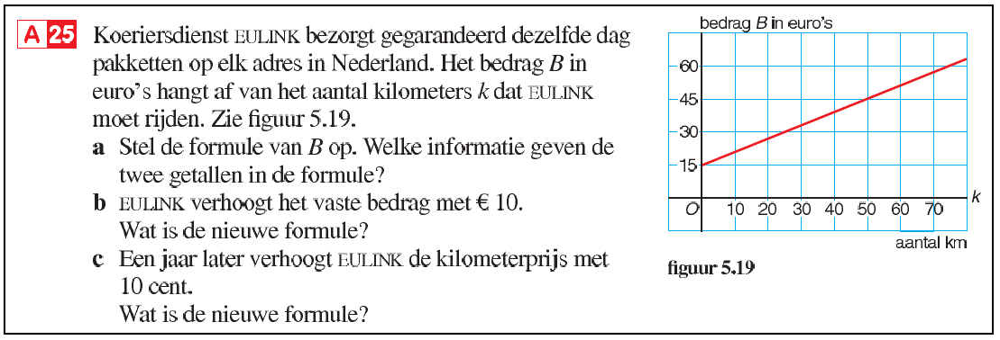 A 25 Koeriersdienst EULINK bezorgt gegarandeerd dezelfde dag
pakketten op elk adres in Nederland. Het bedrag B in
euro’s hangt af van het aantal kilometers k dat EULINK
moet rijden. Zie figuur 5.19.
a Stel de formule van B op. Welke informatie geven de
twee getallen in de formule?
b EULINK verhoogt het vaste bedrag met € 10.
Wat is de nieuwe formule?
c Een jaar later verhoogt EULINK de kilometerprijs met
10 cent.
Wat is de nieuwe formule?
bedrag B in euro’s
60
45
30
15
O 10 20 30 40 50 60 70 k
aantal km
figuur 5.19